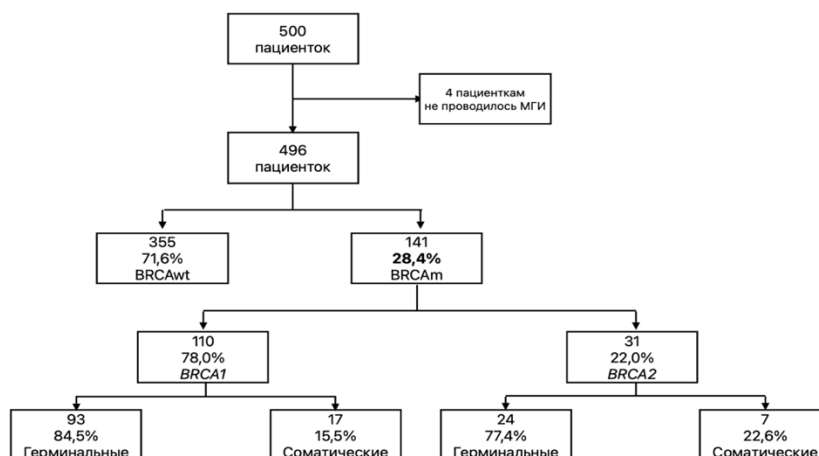 500
пациенток
4 пациенткам
не проводилось МГИ
496
пациенток
355
71,6%
BRCAwt
141
28,4%
BRCAm
110
78,0%
BRCA1
31
22,0%
BRCA2
93
84,5%
Герминальные
17
15,5%
Соматические
24
77,4%
Герминальные
7
22,6%
Соматические